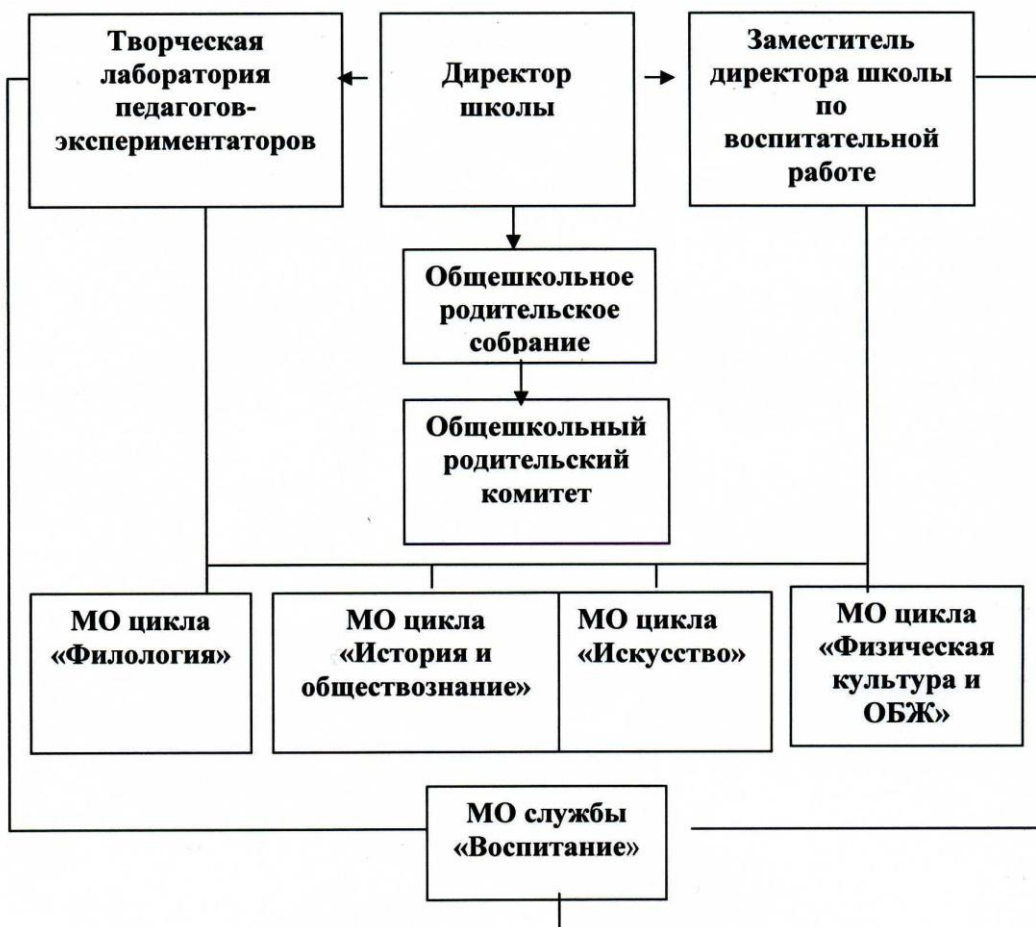 Творческая
лаборатория
педагогов-
экспериментаторов
Директор
школы
Заместитель
директора школы
по
воспитательной
работе
Общешкольное
родительское
собрание
Общешкольный
родительский
комитет
МО цикла
«Филология»
МО цикла
«История и
обществознание»
МО цикла
«Искусство»
МО цикла
«Физическая
культура и
ОБЖ»
МО службы
«Воспитание»